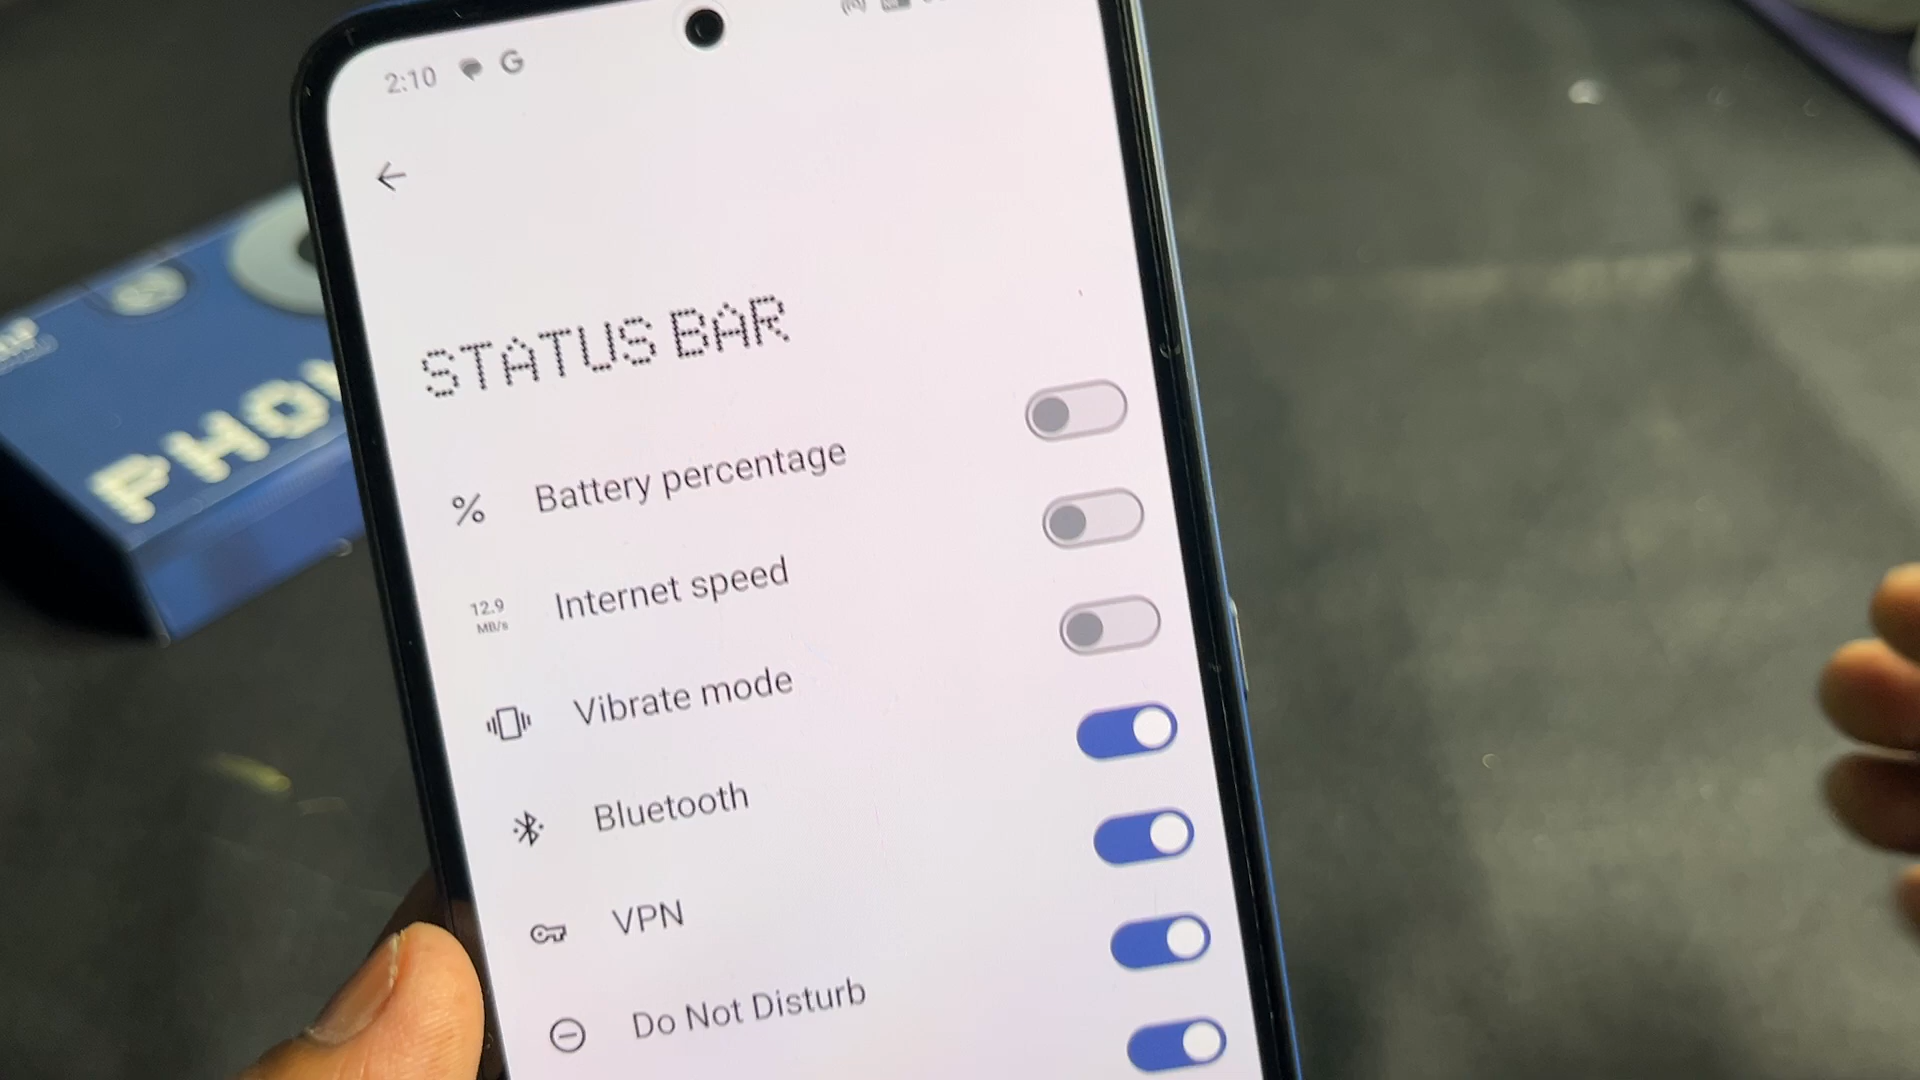 2:10 G
STATUS BAR
% Battery percentage
12.9
MB/s
Internet speed
Vibrate mode
Bluetooth
VPN
Do Not Disturb